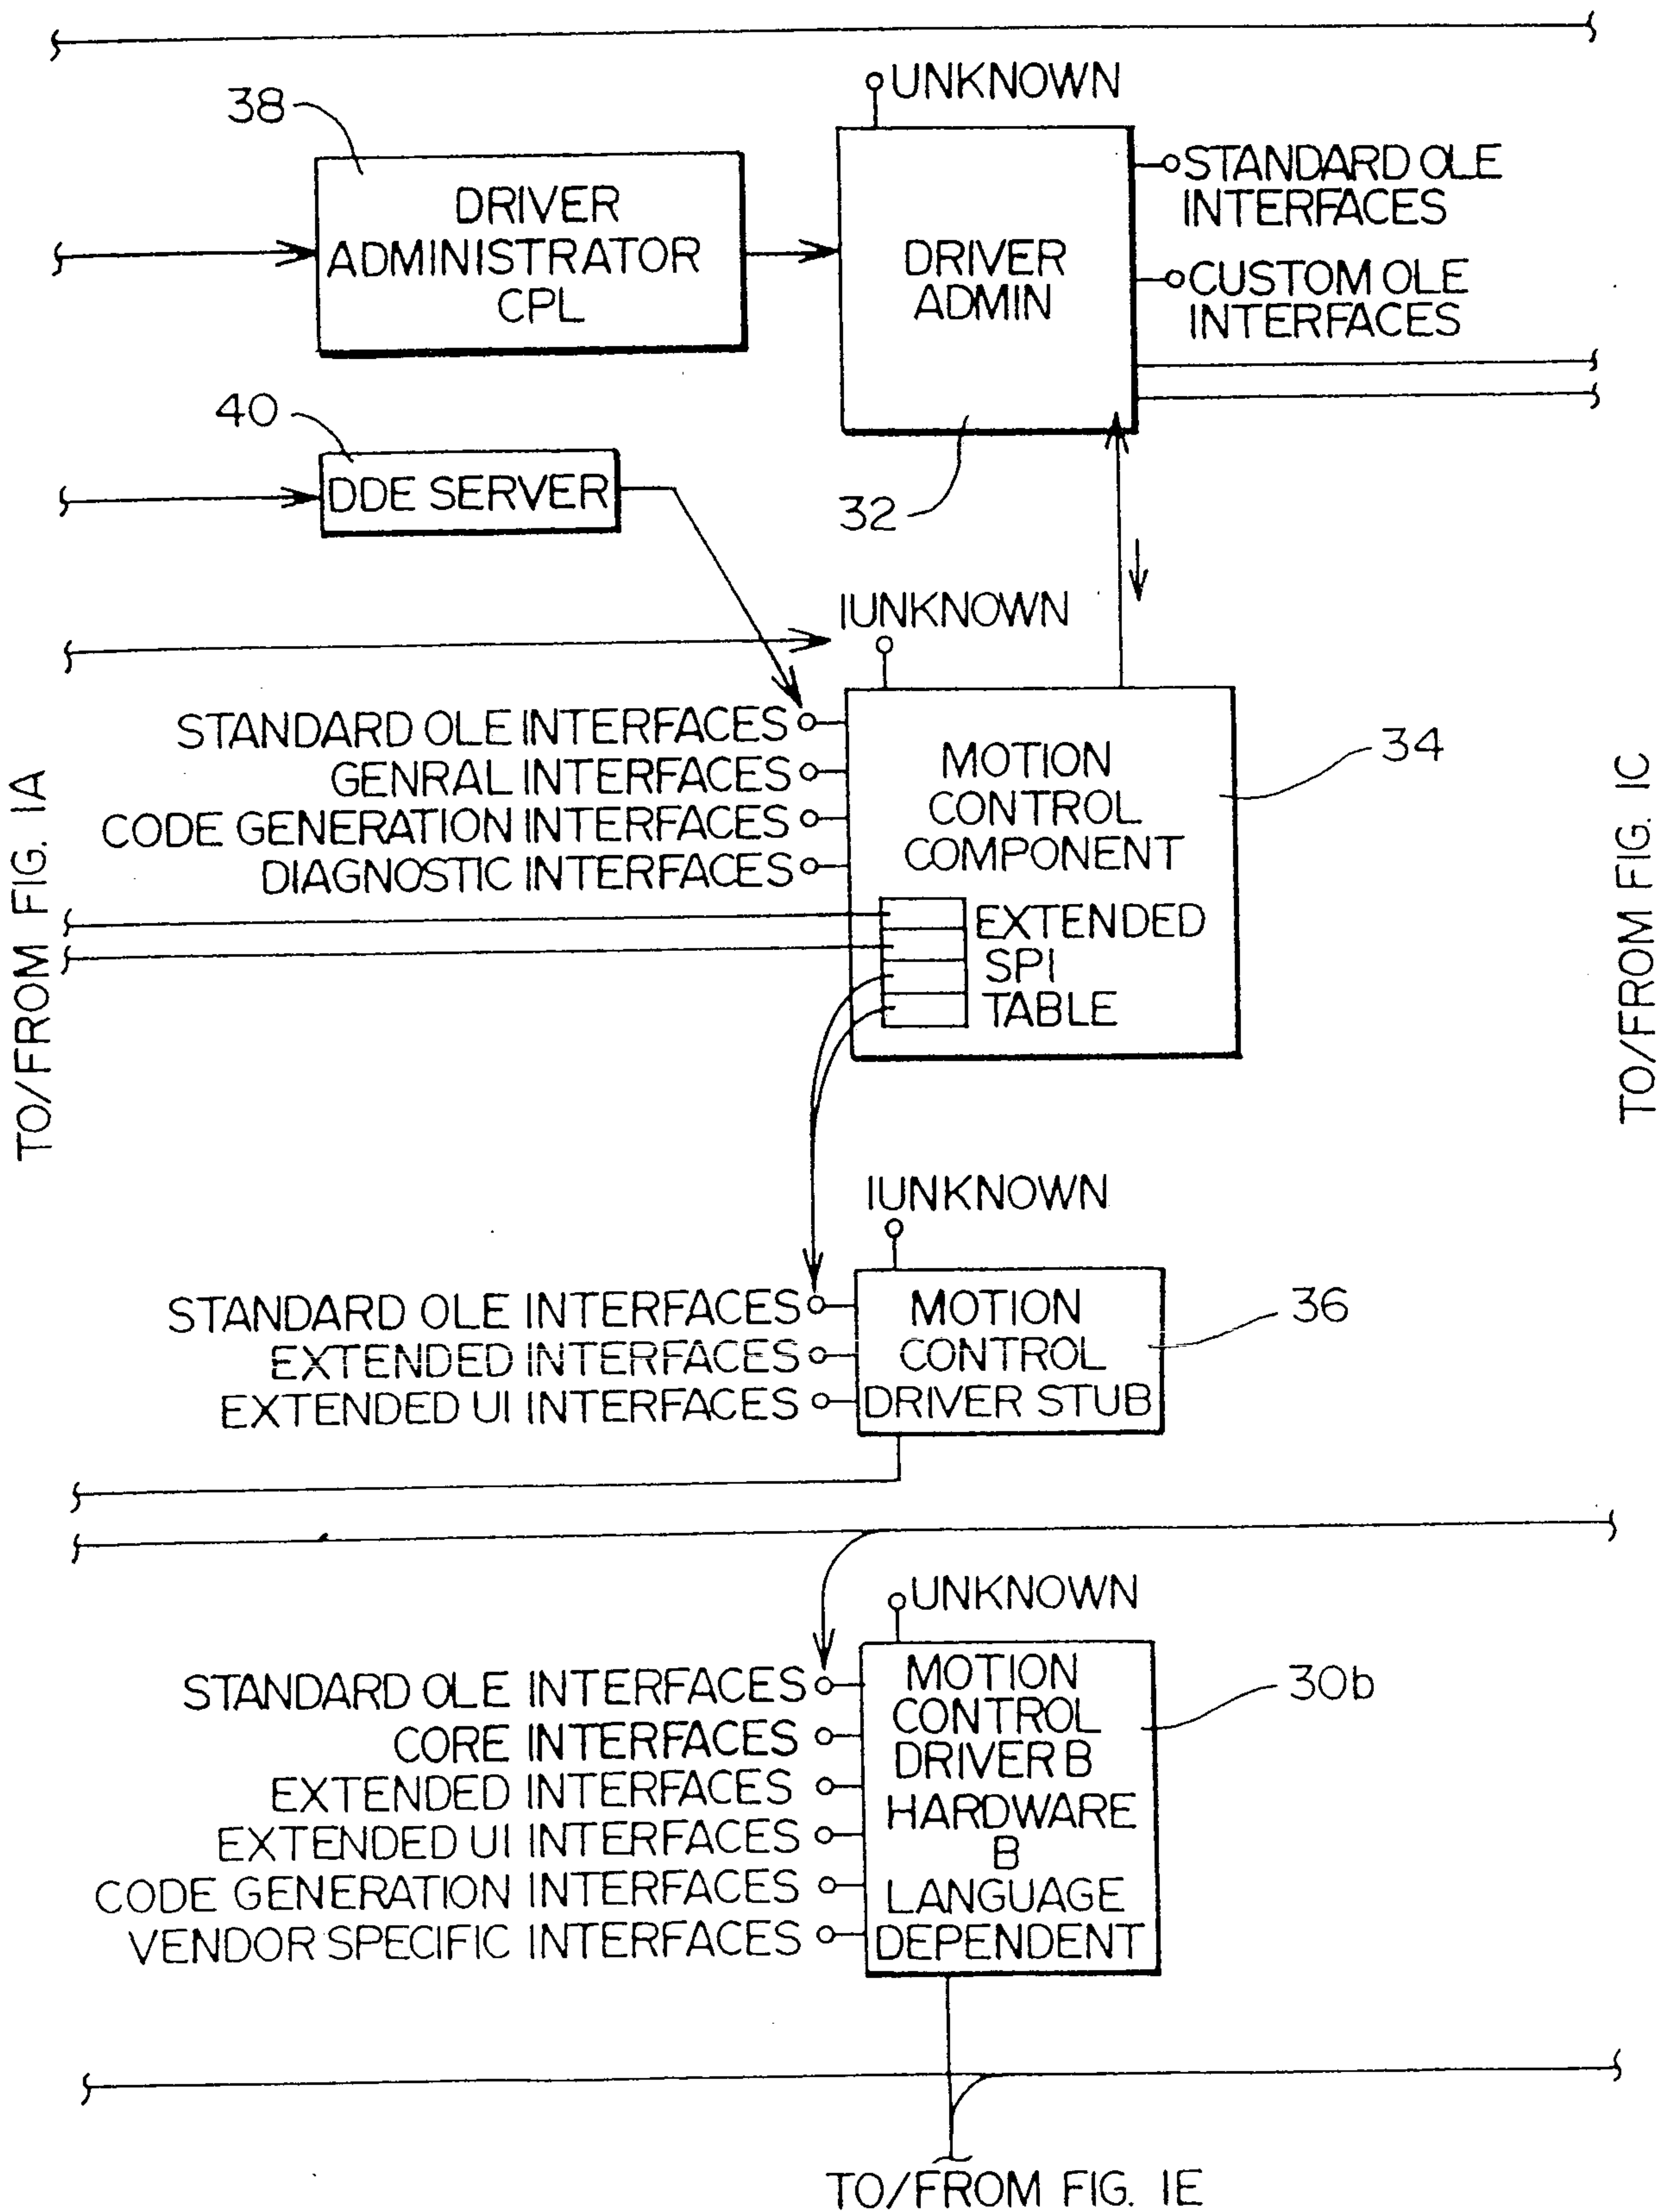 UNKNOWN
38
DRIVER
ADMINISTRATOR
CPL
DRIVER
ADMIN
STANDARD OLE
INTERFACES
CUSTOM OLE
INTERFACES
40
DDE SERVER
32
IUNKNOWN
STANDARD OLE INTERFACES
GENRAL INTERFACES
CODE GENERATION INTERFACES
DIAGNOSTIC INTERFACES
MOTION
CONTROL
COMPONENT
34
EXTENDED
SPI
TABLE
TO/FROM FIG. 1A
TO/FROM FIG. 1C
IUNKNOWN
STANDARD OLE INTERFACES
EXTENDED INTERFACES
EXTENDED UI INTERFACES
MOTION
CONTROL
DRIVER STUB
36
UNKNOWN
STANDARD OLE INTERFACES
CORE INTERFACES
EXTENDED INTERFACES
EXTENDED UI INTERFACES
CODE GENERATION INTERFACES
VENDOR SPECIFIC INTERFACES
MOTION
CONTROL
DRIVER B
HARDWARE
B
LANGUAGE
DEPENDENT
30b
TO/FROM FIG. 1E